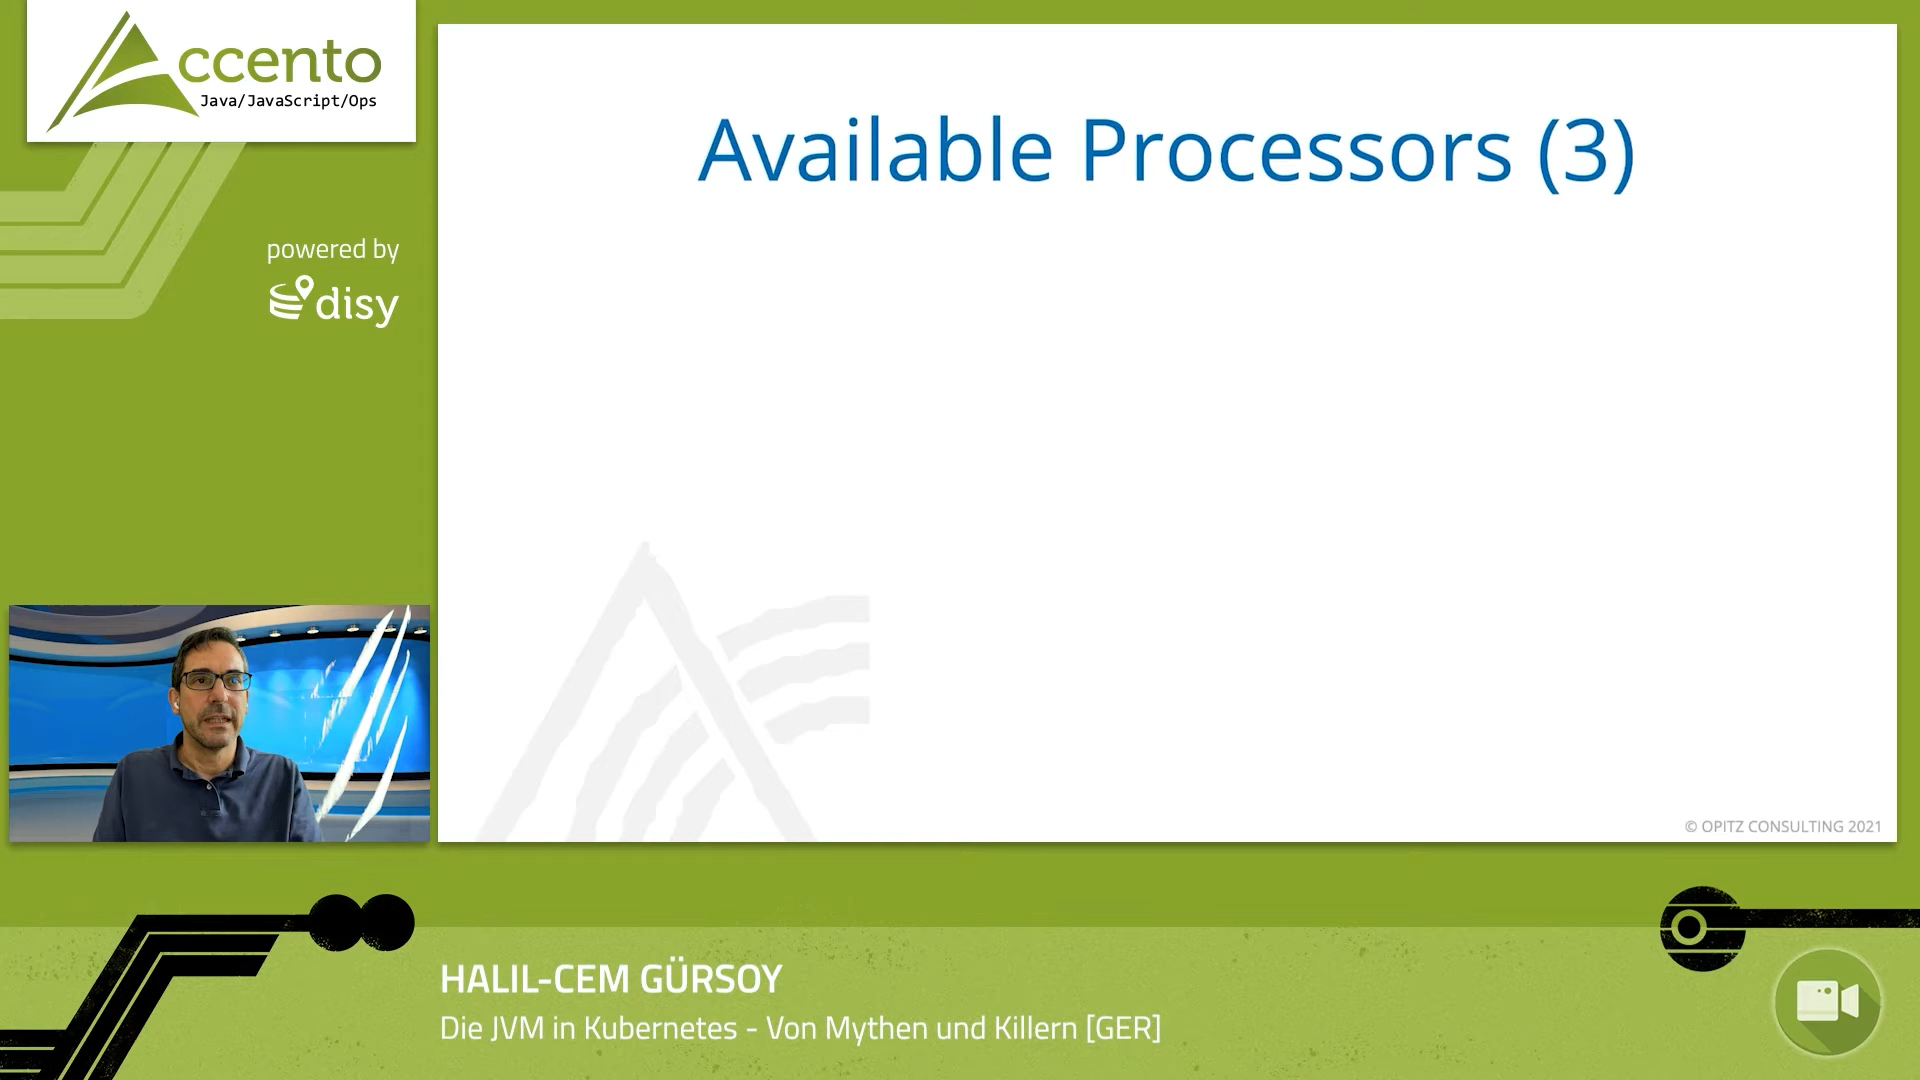 Accento
Java/JavaScript/Ops
powered by
disy
Available Processors (3)
© OPITZ CONSULTING 2021
HALIL-CEM GÜRSOY
Die JVM in Kubernetes - Von Mythen und Killern [GER]